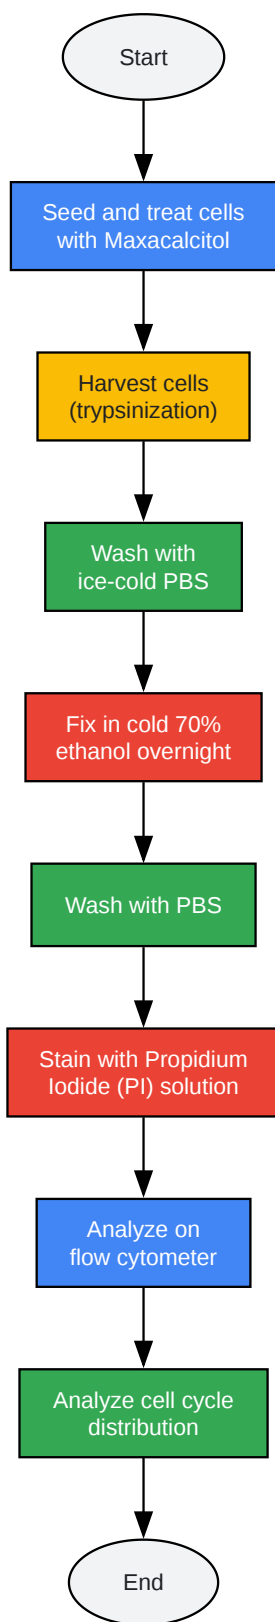 Start
Seed and treat cells
with Maxacalcitol
Harvest cells
(trypsinization)
Wash with
ice-cold PBS
Fix in cold 70%
ethanol overnight
Wash with PBS
Stain with Propidium
Iodide (PI) solution
Analyze on
flow cytometer
Analyze cell cycle
distribution
End